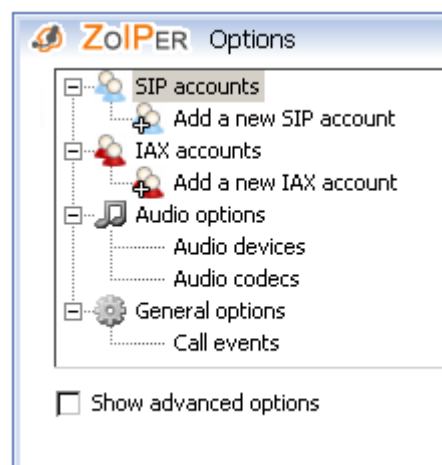 ZOIPER Options
SIP accounts
Add a new SIP account
IAX accounts
Add a new IAX account
Audio options
Audio devices
Audio codecs
General options
Call events
Show advanced options